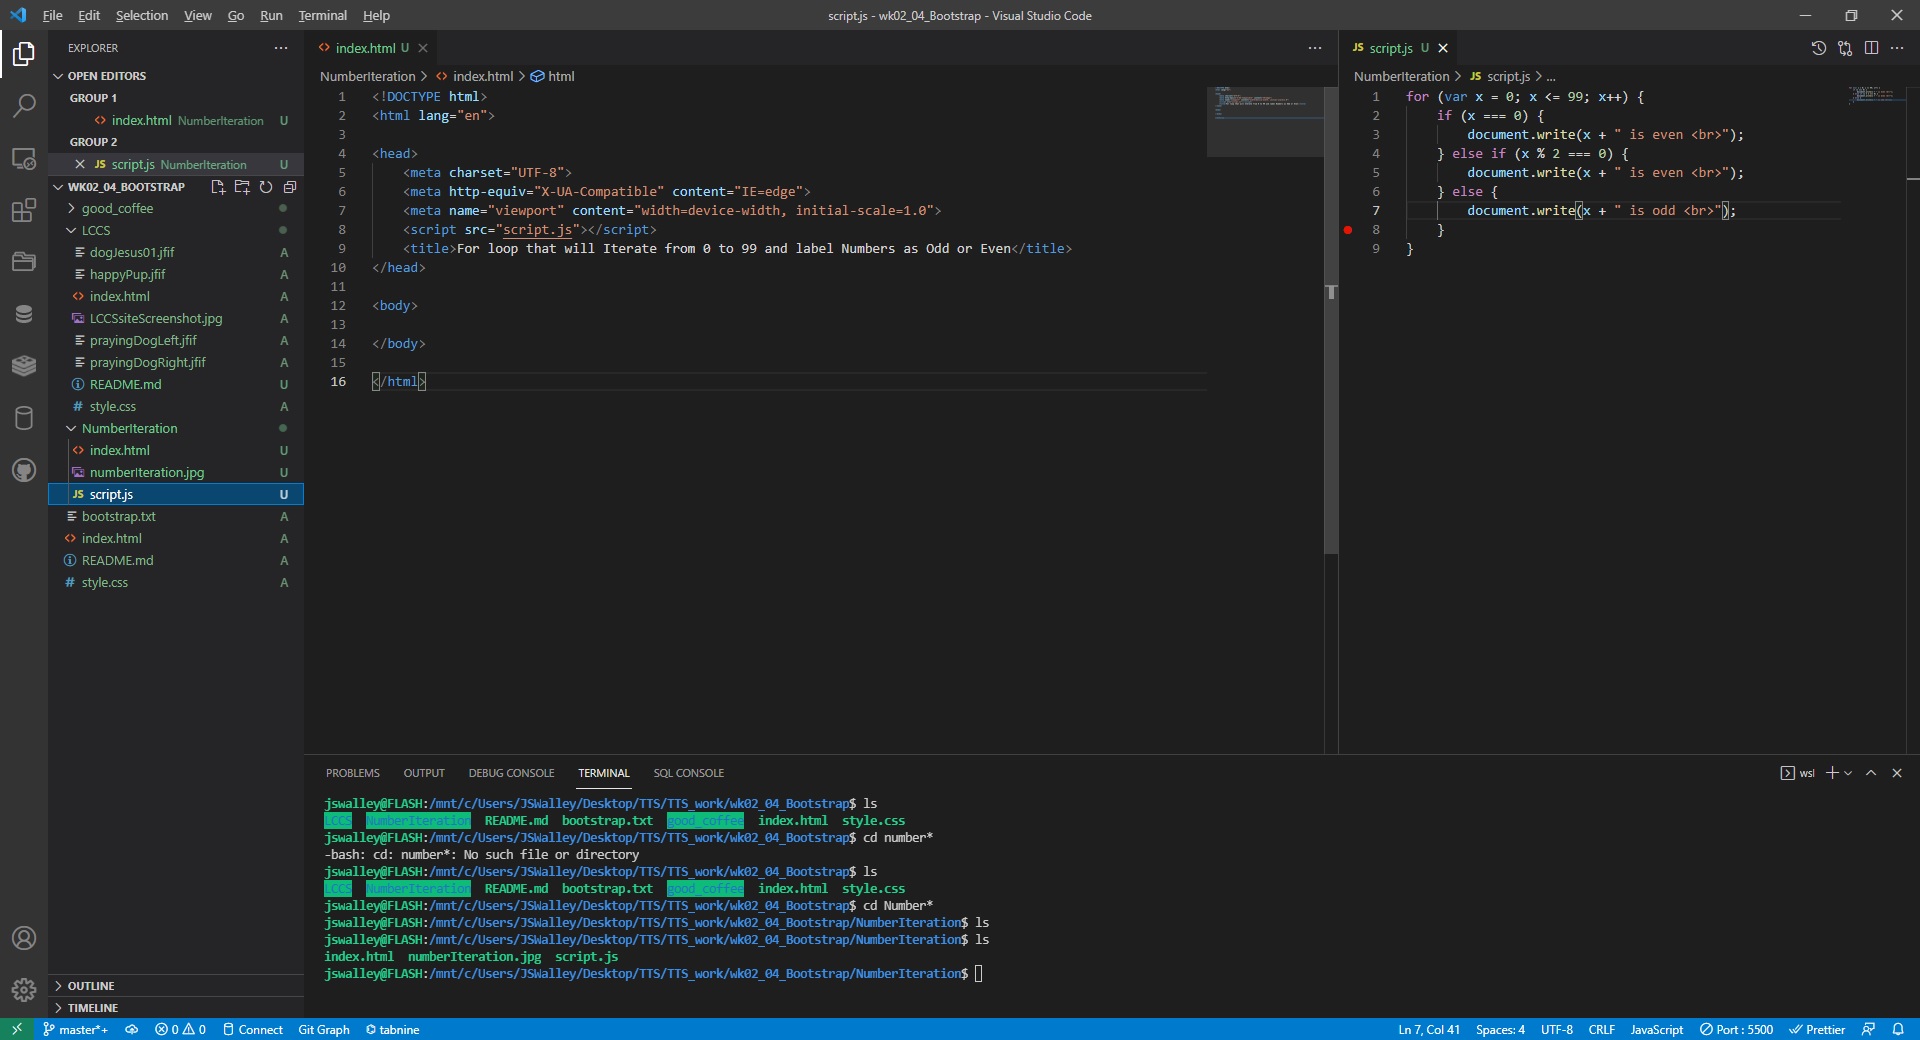 File Edit Selection View Go Run Terminal Help
script.js - wk02_04_Bootstrap - Visual Studio Code
EXPLORER
OPEN EDITORS
GROUP 1
index.html NumberIteration U
GROUP 2
JS script.js NumberIteration U
WK02_04_BOOTSTRAP
good_coffee
LCCS
dogJesus01.jfif A
happyPup.jfif A
index.html A
LCCSsiteScreenshot.jpg A
prayingDogLeft.jfif A
prayingDogRight.jfif A
README.md U
style.css A
NumberIteration
index.html U
numberIteration.jpg U
JS script.js U
bootstrap.txt A
index.html A
README.md A
style.css A
OUTLINE
TIMELINE
index.html U
NumberIteration > index.html > html
1 <!DOCTYPE html>
2 <html lang="en">
3
4 <head>
5 <meta charset="UTF-8">
6 <meta http-equiv="X-UA-Compatible" content="IE=edge">
7 <meta name="viewport" content="width=device-width, initial-scale=1.0">
8 <script src="script.js"></script>
9 <title>For loop that will Iterate from 0 to 99 and label Numbers as Odd or Even</title>
10 </head>
11
12 <body>
13
14 </body>
15
16 </html>
JS script.js U
NumberIteration > JS script.js > ...
1 for (var x = 0; x <= 99; x++) {
2 if (x === 0) {
3 document.write(x + " is even <br>");
4 } else if (x % 2 === 0) {
5 document.write(x + " is even <br>");
6 } else {
7 document.write(x + " is odd <br>");
8 }
9 }
PROBLEMS OUTPUT DEBUG CONSOLE TERMINAL SQL CONSOLE
wsl
jswalley@FLASH:/mnt/c/Users/JSWalley/Desktop/TTS/TTS_work/wk02_04_Bootstrap$ ls
LCCS NumberIteration README.md bootstrap.txt good_coffee index.html style.css
jswalley@FLASH:/mnt/c/Users/JSWalley/Desktop/TTS/TTS_work/wk02_04_Bootstrap$ cd number*
-bash: cd: number*: No such file or directory
jswalley@FLASH:/mnt/c/Users/JSWalley/Desktop/TTS/TTS_work/wk02_04_Bootstrap$ ls
LCCS NumberIteration README.md bootstrap.txt good_coffee index.html style.css
jswalley@FLASH:/mnt/c/Users/JSWalley/Desktop/TTS/TTS_work/wk02_04_Bootstrap$ cd Number*
jswalley@FLASH:/mnt/c/Users/JSWalley/Desktop/TTS/TTS_work/wk02_04_Bootstrap/NumberIteration$ ls
jswalley@FLASH:/mnt/c/Users/JSWalley/Desktop/TTS/TTS_work/wk02_04_Bootstrap/NumberIteration$ ls
index.html numberIteration.jpg script.js
jswalley@FLASH:/mnt/c/Users/JSWalley/Desktop/TTS/TTS_work/wk02_04_Bootstrap/NumberIteration$
master*+ 0 0 Connect Git Graph tabnine
Ln 7, Col 41 Spaces: 4 UTF-8 CRLF JavaScript Port : 5500 Prettier